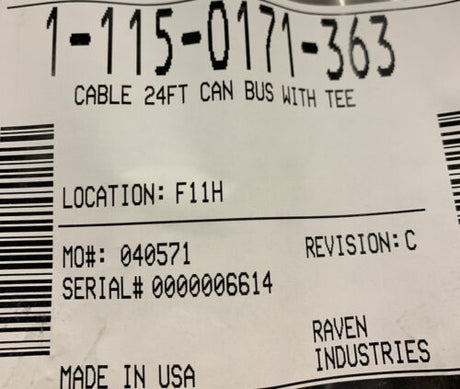 1-115-0171-363
CABLE 24FT CAN BUS WITH TEE
LOCATION: F11H
MO#: 040571
REVISION: C
SERIAL# 0000006614
RAVEN
INDUSTRIES
MADE IN USA